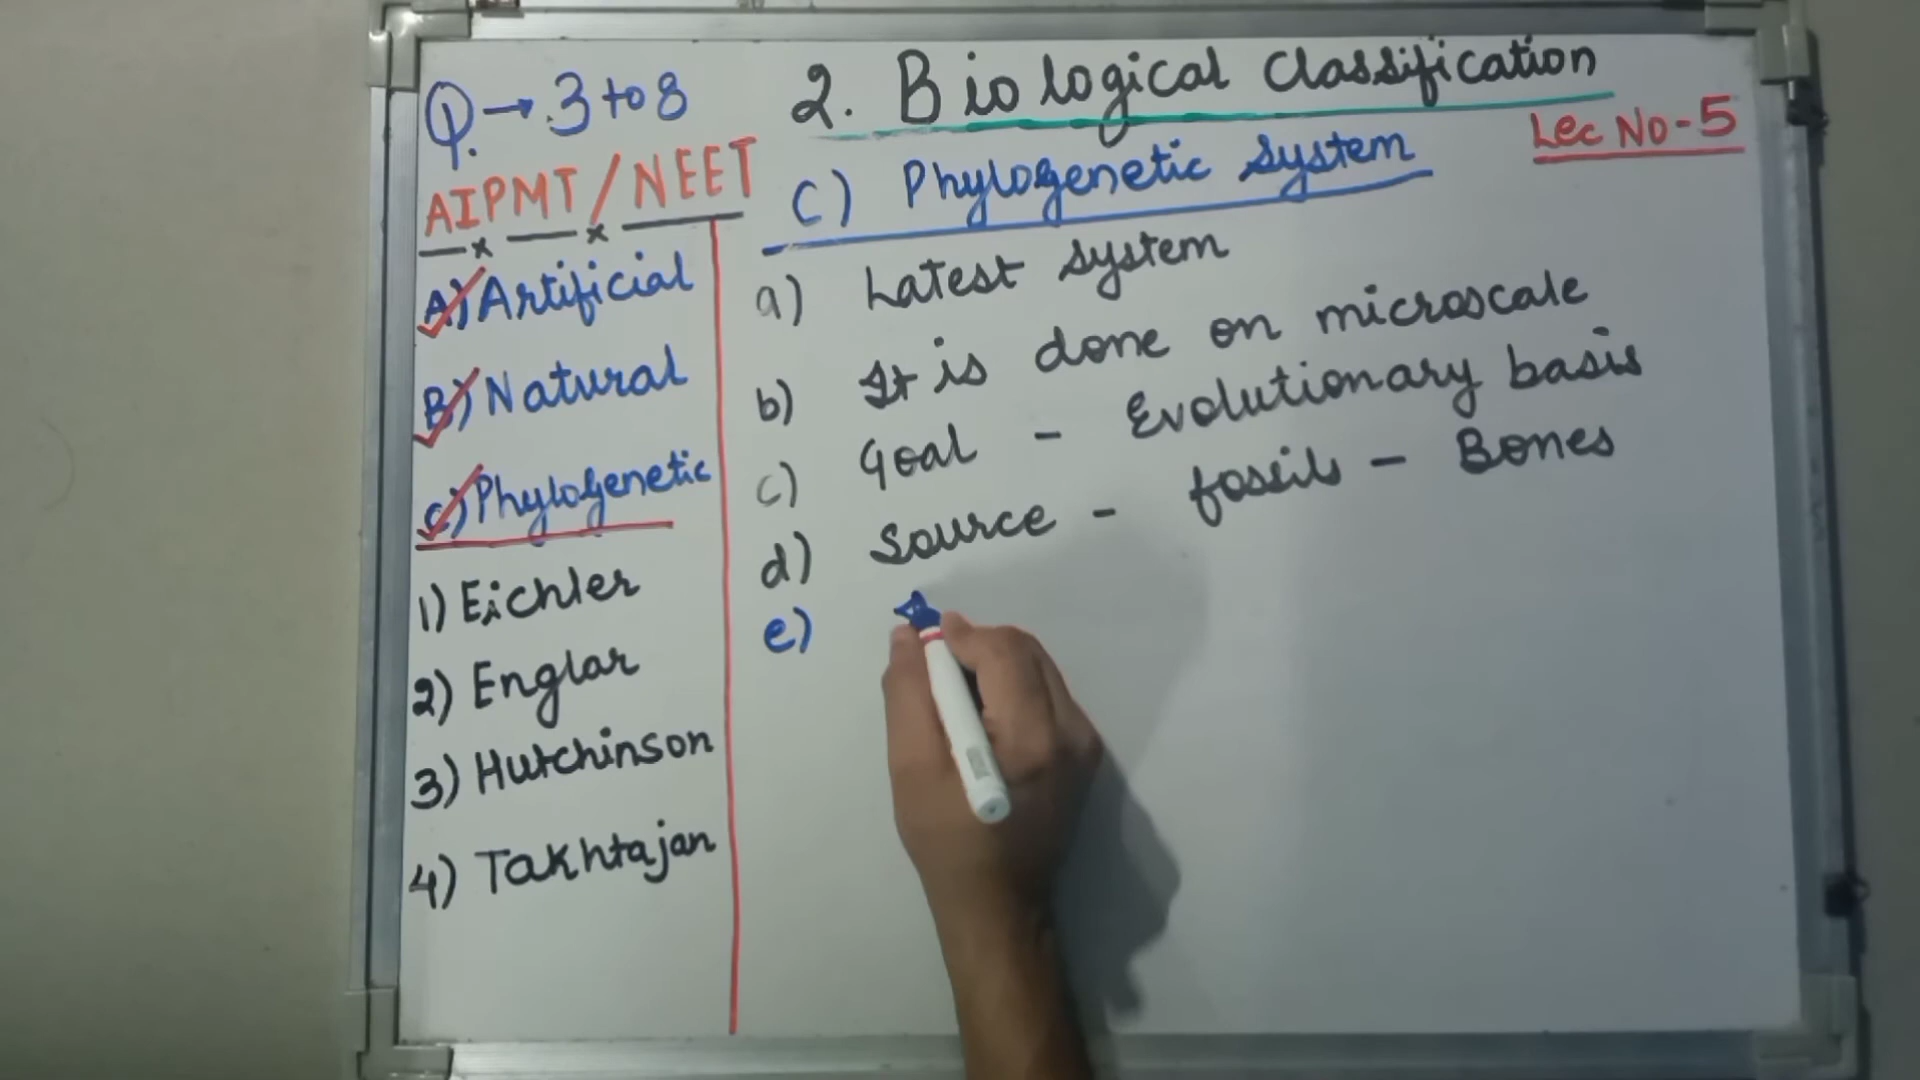 Q. → 3 to 8
AIPMT / NEET
A) Artificial
B) Natural
C) Phylogenetic
1) Eichler
2) Englar
3) Hutchinson
4) Takhtajan
2. Biological Classification
Lec No - 5
C) Phylogenetic System
a) Latest System
b) It is done on microscale
c) Goal - Evolutionary basis
d) Source - fossils - Bones
e)